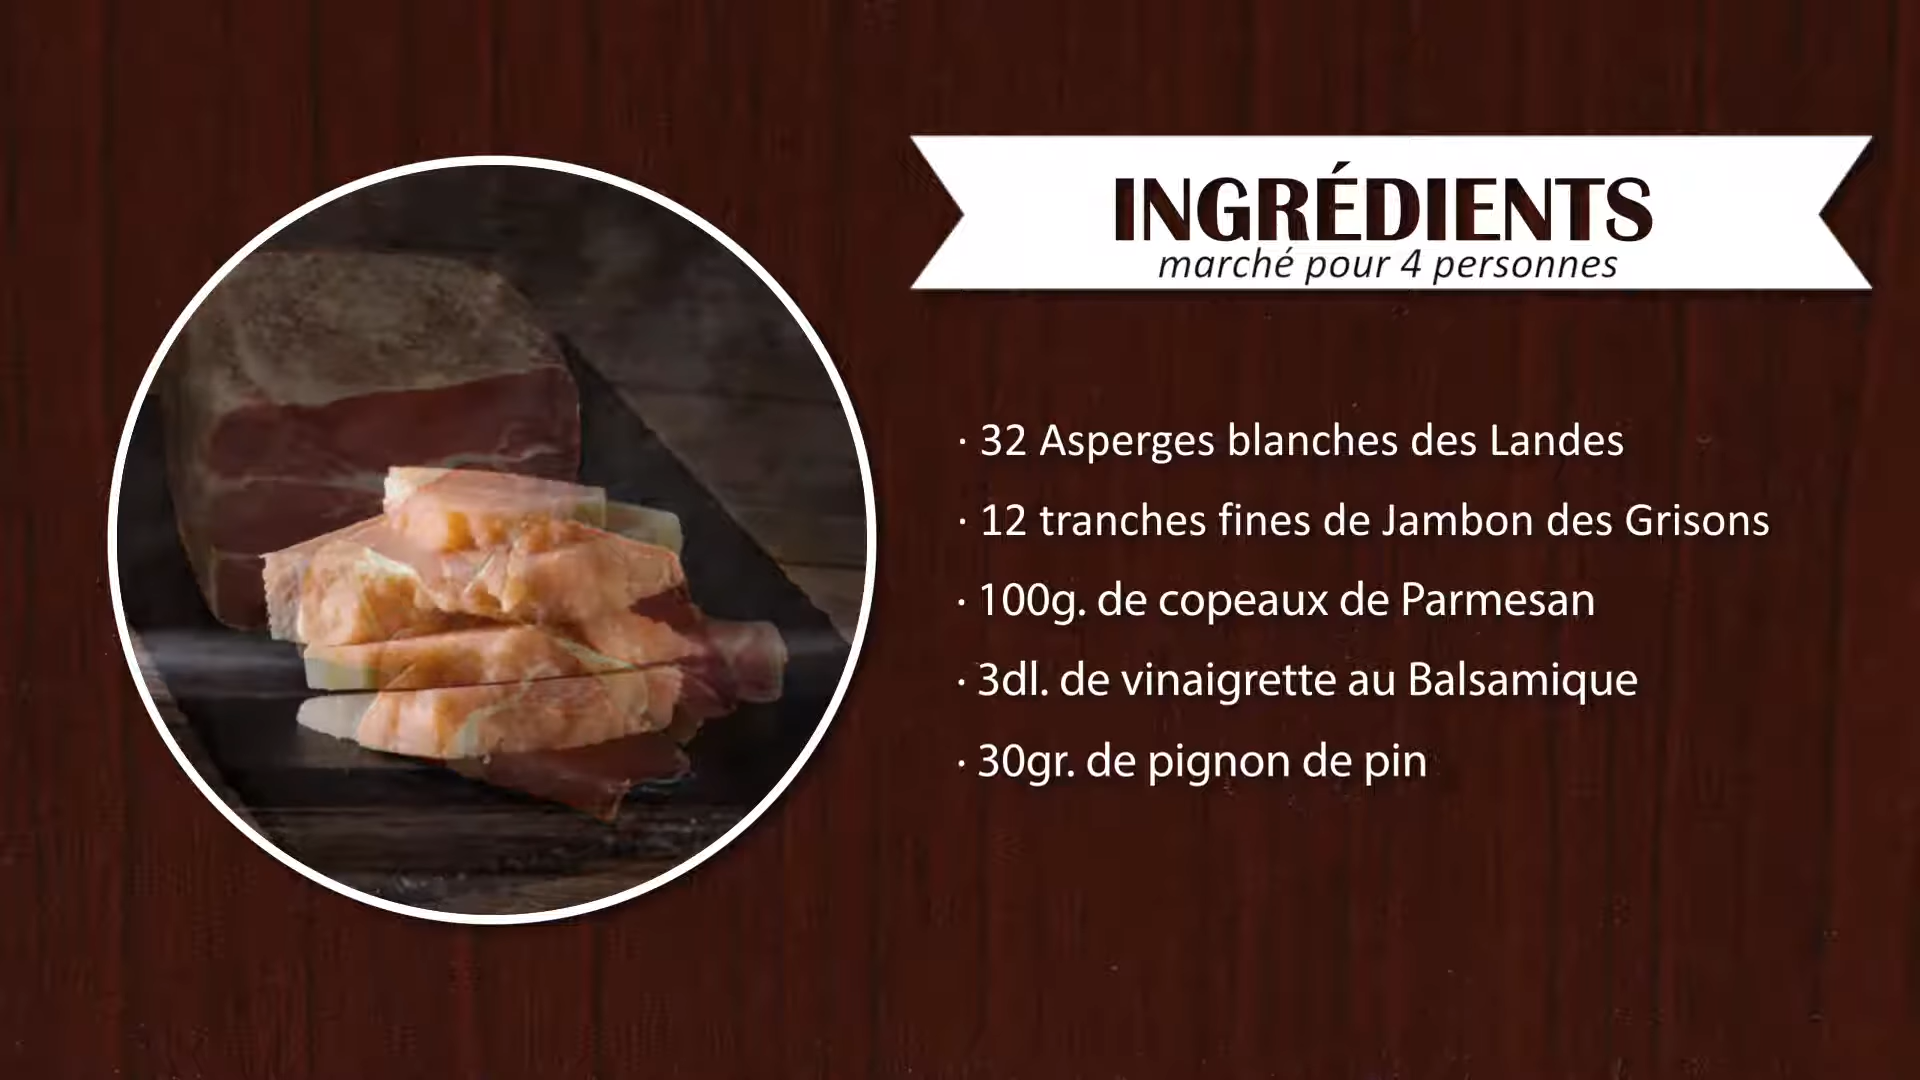 INGRÉDIENTS
marché pour 4 personnes
· 32 Asperges blanches des Landes
· 12 tranches fines de Jambon des Grisons
· 100g. de copeaux de Parmesan
· 3dl. de vinaigrette au Balsamique
· 30gr. de pignon de pin